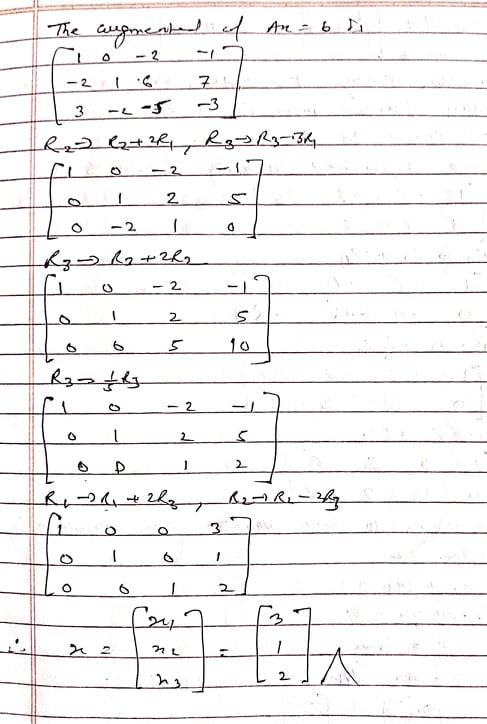 The augmented of Ax = b is
1 0 -2 -1
-2 1 6 7
3 -2 -5 -3
R2→ R2+2R1, R3→R3-3R1
1 0 -2 -1
0 1 2 5
0 -2 1 0
R3→ R3+2R2
1 0 -2 -1
0 1 2 5
0 0 5 10
R3→ 1/5 R3
1 0 -2 -1
0 1 2 5
0 0 1 2
R1→R1+2R3, R2→R2-2R3
1 0 0 3
0 1 0 1
0 0 1 2
∴ x = [x1 x2 x3] = [3 1 2]